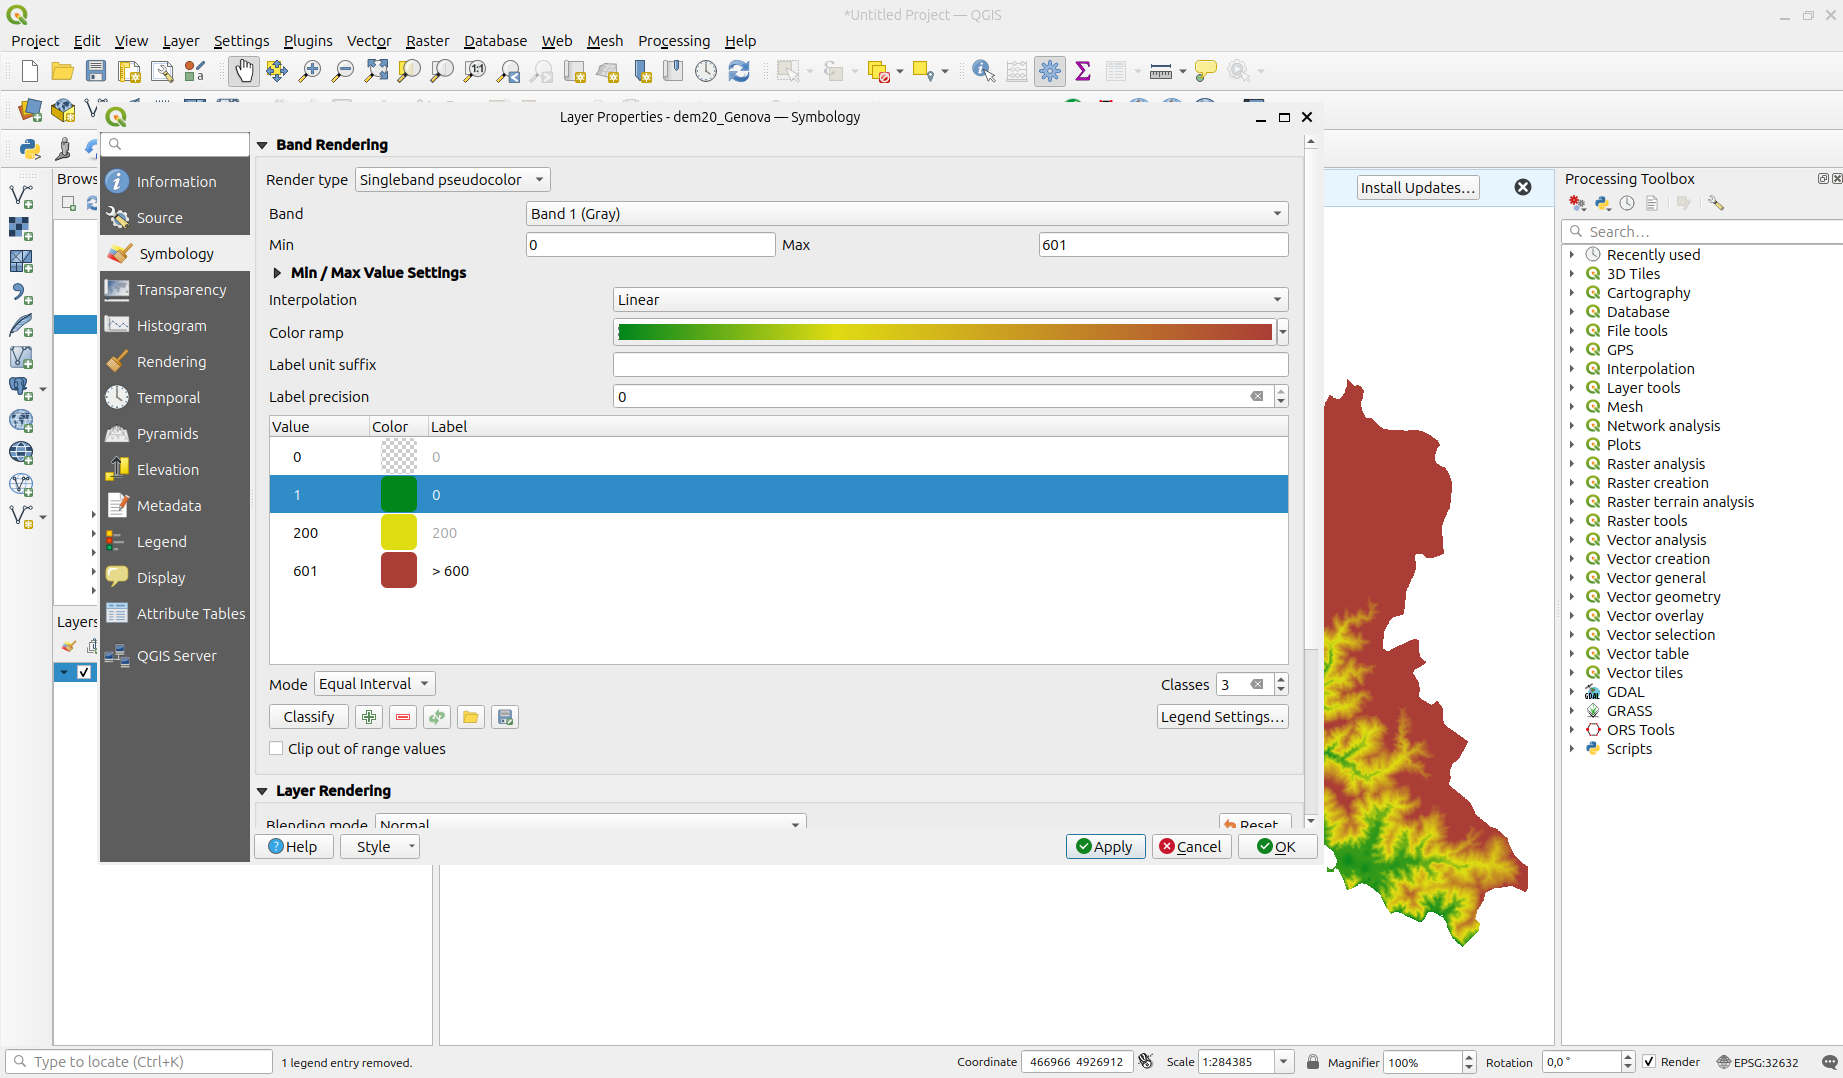 *Untitled Project — QGIS
Project Edit View Layer Settings Plugins Vector Raster Database Web Mesh Processing Help
Layer Properties - dem20_Genova — Symbology
Information
Source
Symbology
Transparency
Histogram
Rendering
Temporal
Pyramids
Elevation
Metadata
Legend
Display
Attribute Tables
QGIS Server
Band Rendering
Render type Singleband pseudocolor
Band Band 1 (Gray)
Min 0 Max 601
Min / Max Value Settings
Interpolation Linear
Color ramp
Label unit suffix
Label precision 0
Value Color Label
0 0
1 0
200 200
601 > 600
Mode Equal Interval Classes 3
Classify Legend Settings...
Clip out of range values
Layer Rendering
Blending mode Normal Reset
Help Style Apply Cancel OK
Brows
Layers
Install Updates...
Processing Toolbox
Search...
Recently used
3D Tiles
Cartography
Database
File tools
GPS
Interpolation
Layer tools
Mesh
Network analysis
Plots
Raster analysis
Raster creation
Raster terrain analysis
Raster tools
Vector analysis
Vector creation
Vector general
Vector geometry
Vector overlay
Vector selection
Vector table
Vector tiles
GDAL
GRASS
ORS Tools
Scripts
Type to locate (Ctrl+K) 1 legend entry removed. Coordinate 466966 4926912 Scale 1:284385 Magnifier 100% Rotation 0,0 ° Render EPSG:32632